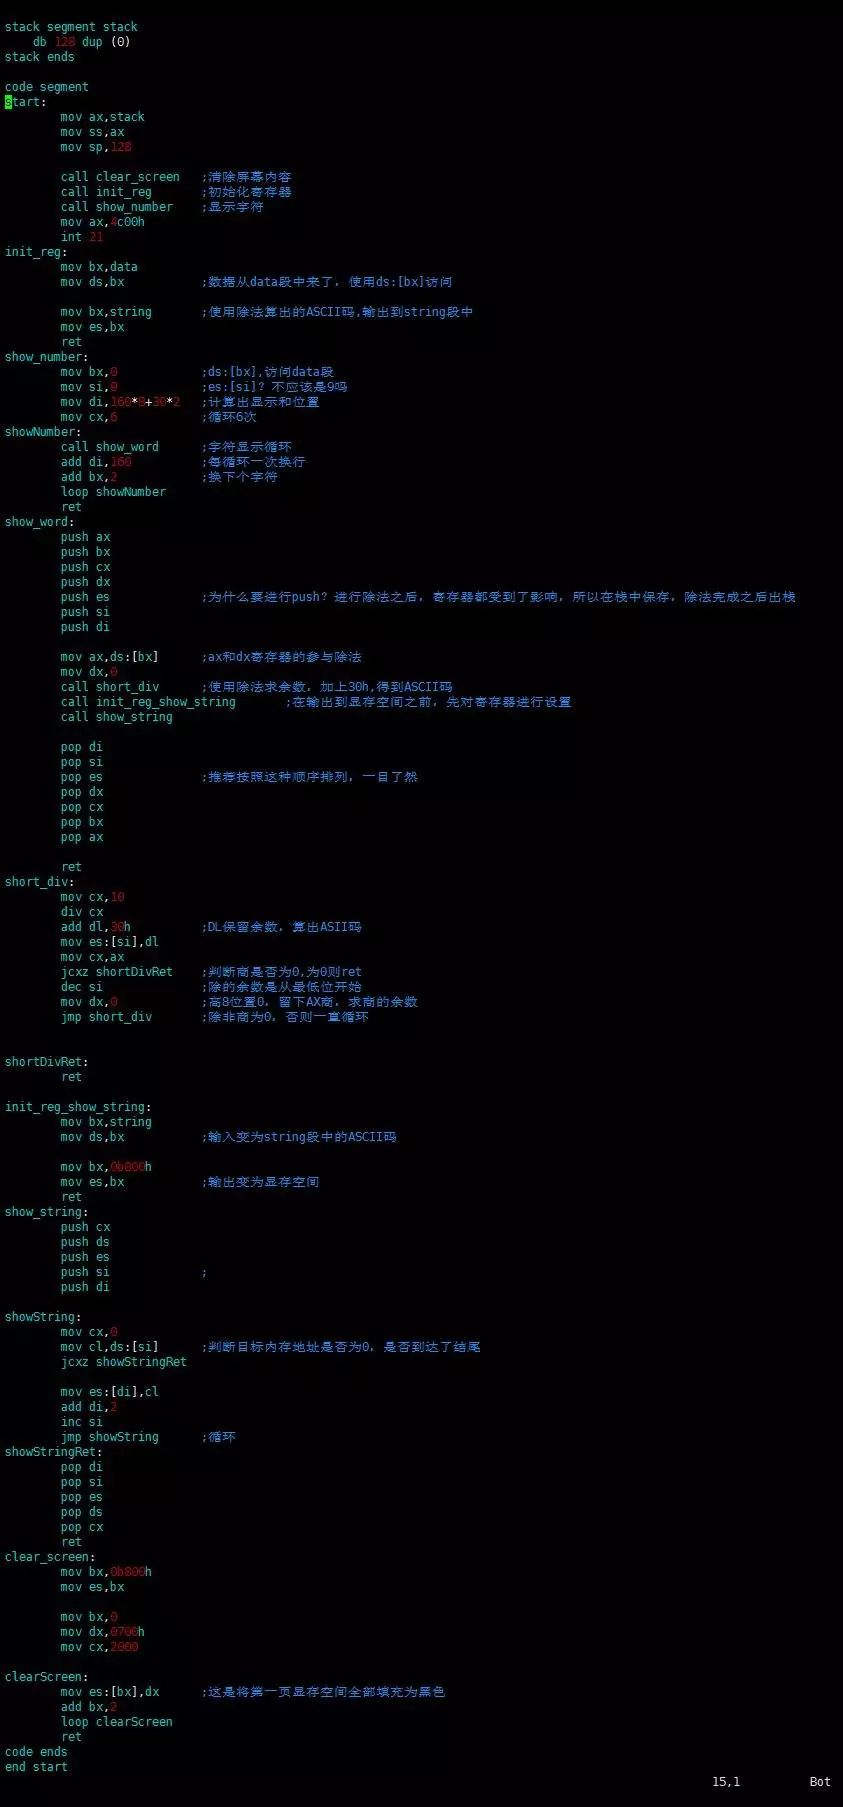 stack segment stack
db 128 dup (0)
stack ends
code segment
start:
mov ax,stack
mov ss,ax
mov sp,128
call clear_screen ;清除屏幕内容
call init_reg ;初始化寄存器
call show_number ;显示字符
mov ax,4c00h
int 21
init_reg:
mov bx,data
mov ds,bx ;数据从data段中来了，使用ds:[bx]访问
mov bx,string ;使用除法算出的ASCII码,输出到string段中
mov es,bx
ret
show_number:
mov bx,0 ;ds:[bx],访问data段
mov si,9 ;es:[si]？不应该是9吗
mov di,160*8+30*2 ;计算出显示和位置
mov cx,6 ;循环6次
showNumber:
call show_word ;字符显示循环
add di,160 ;每循环一次换行
add bx,2 ;换下个字符
loop showNumber
ret
show_word:
push ax
push bx
push cx
push dx
push es ;为什么要进行push？进行除法之后，寄存器都受到了影响，所以在栈中保存，除法完成之后出栈
push si
push di
mov ax,ds:[bx] ;ax和dx寄存器的参与除法
mov dx,0
call short_div ;使用除法求余数，加上30h,得到ASCII码
call init_reg_show_string ;在输出到显存空间之前，先对寄存器进行设置
call show_string
pop di
pop si
pop es ;推荐按照这种顺序排列，一目了然
pop dx
pop cx
pop bx
pop ax
ret
short_div:
mov cx,10
div cx
add dl,30h ;DL保留余数，算出ASII码
mov es:[si],dl
mov cx,ax
jcxz shortDivRet ;判断商是否为0,为0则ret
dec si ;除的余数是从最低位开始
mov dx,0 ;高8位置0，留下AX商，求商的余数
jmp short_div ;除非商为0，否则一直循环
shortDivRet:
ret
init_reg_show_string:
mov bx,string
mov ds,bx ;输入变为string段中的ASCII码
mov bx,0b800h
mov es,bx ;输出变为显存空间
ret
show_string:
push cx
push ds
push es
push si ;
push di
showString:
mov cx,0
mov cl,ds:[si] ;判断目标内存地址是否为0，是否到达了结尾
jcxz showStringRet
mov es:[di],cl
add di,2
inc si
jmp showString ;循环
showStringRet:
pop di
pop si
pop es
pop ds
pop cx
ret
clear_screen:
mov bx,0b800h
mov es,bx
mov bx,0
mov dx,0700h
mov cx,2000
clearScreen:
mov es:[bx],dx ;这是将第一页显存空间全部填充为黑色
add bx,2
loop clearScreen
ret
code ends
end start
15,1 Bot